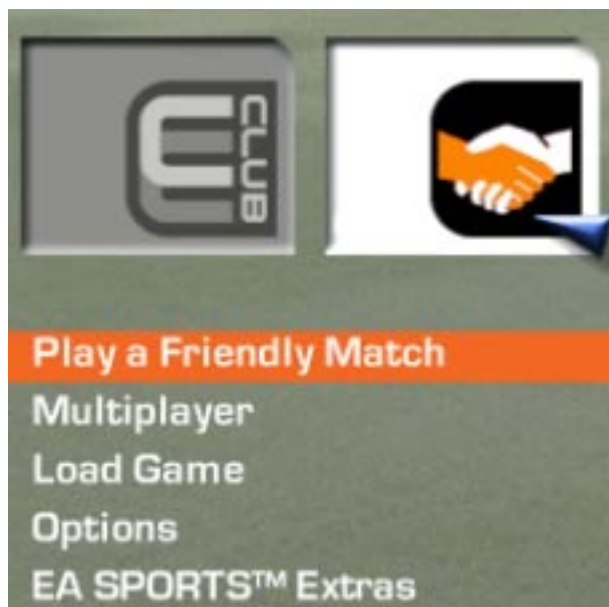 CLUB
Play a Friendly Match
Multiplayer
Load Game
Options
EA SPORTS™ Extras